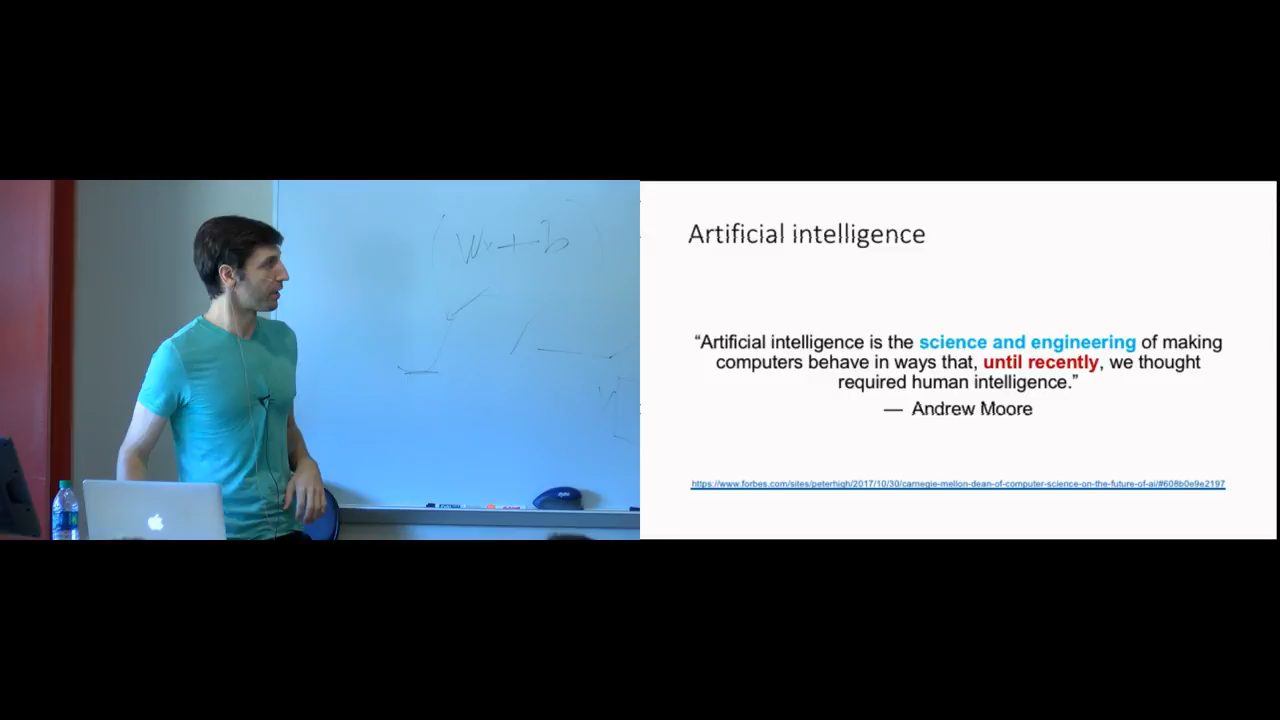 Wx+b
Artificial intelligence
“Artificial intelligence is the science and engineering of making
computers behave in ways that, until recently, we thought
required human intelligence.”
— Andrew Moore
https://www.forbes.com/sites/peterhigh/2017/10/30/carnegie-mellon-dean-of-computer-science-on-the-future-of-ai/#608b0e9e2197